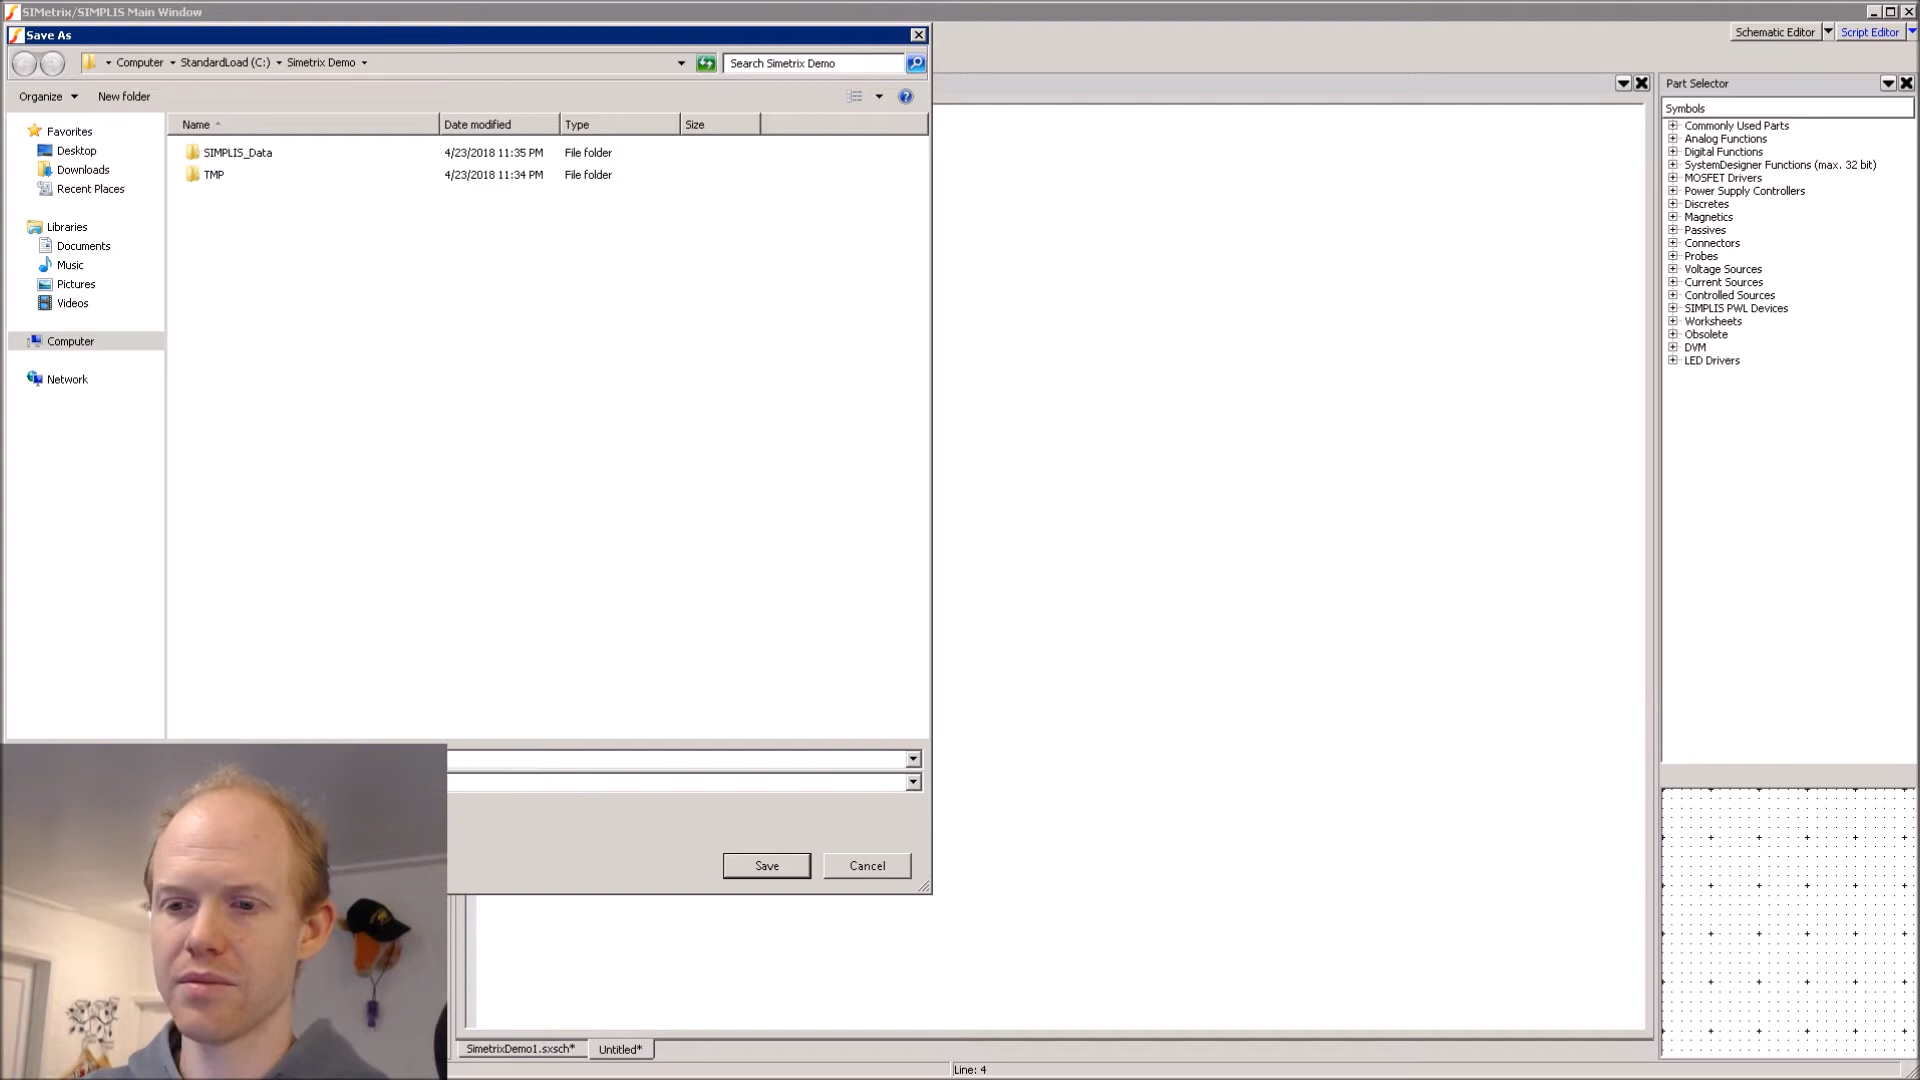 SIMetrix/SIMPLIS Main Window
Save As
Schematic Editor
Script Editor
Computer
StandardLoad (C:)
Simetrix Demo
Search Simetrix Demo
Organize
New folder
Name
Date modified
Type
Size
SIMPLIS_Data
4/23/2018 11:35 PM
File folder
TMP
4/23/2018 11:34 PM
File folder
Favorites
Desktop
Downloads
Recent Places
Libraries
Documents
Music
Pictures
Videos
Computer
Network
Save
Cancel
Part Selector
Symbols
Commonly Used Parts
Analog Functions
Digital Functions
SystemDesigner Functions (max. 32 bit)
MOSFET Drivers
Power Supply Controllers
Discretes
Magnetics
Passives
Connectors
Probes
Voltage Sources
Current Sources
Controlled Sources
SIMPLIS PWL Devices
Worksheets
Obsolete
DVM
LED Drivers
SimetrixDemo1.sxsch*
Untitled*
Line: 4